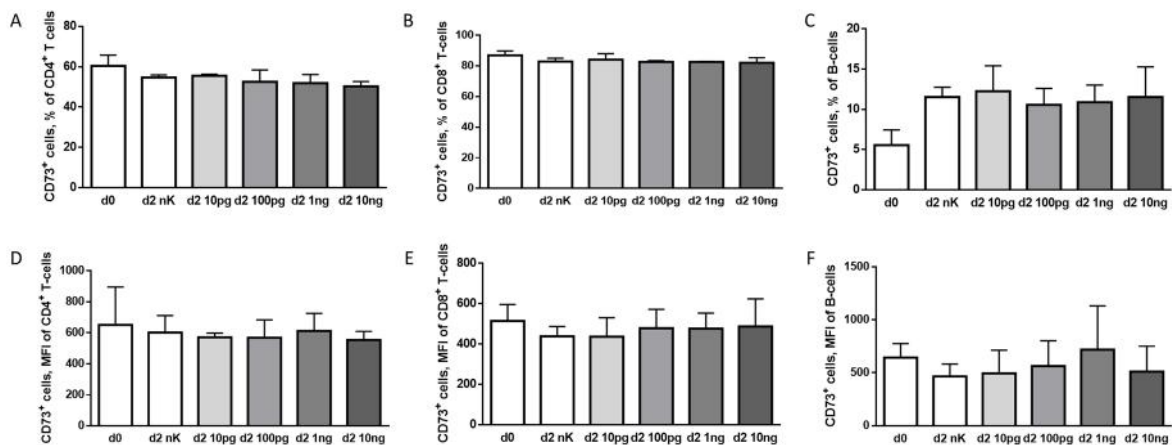 A
CD73⁺ cells, % of CD4⁺ T cells
80
60
40
20
0
d0 d2 nK d2 10pg d2 100pg d2 1ng d2 10ng
B
CD73⁺ cells, % of CD8⁺ T-cells
100
80
60
40
20
0
d0 d2 nK d2 10pg d2 100pg d2 1ng d2 10ng
C
CD73⁺ cells, % of B-cells
20
15
10
5
0
d0 d2 nK d2 10pg d2 100pg d2 1ng d2 10ng
D
CD73⁺ cells, MFI of CD4⁺ T-cells
1000
800
600
400
200
0
d0 d2 nK d2 10pg d2 100pg d2 1ng d2 10ng
E
CD73⁺ cells, MFI of CD8⁺ T-cells
800
600
400
200
0
d0 d2 nK d2 10pg d2 100pg d2 1ng d2 10ng
F
CD73⁺ cells, MFI of B-cells
1500
1000
500
0
d0 d2 nK d2 10pg d2 100pg d2 1ng d2 10ng